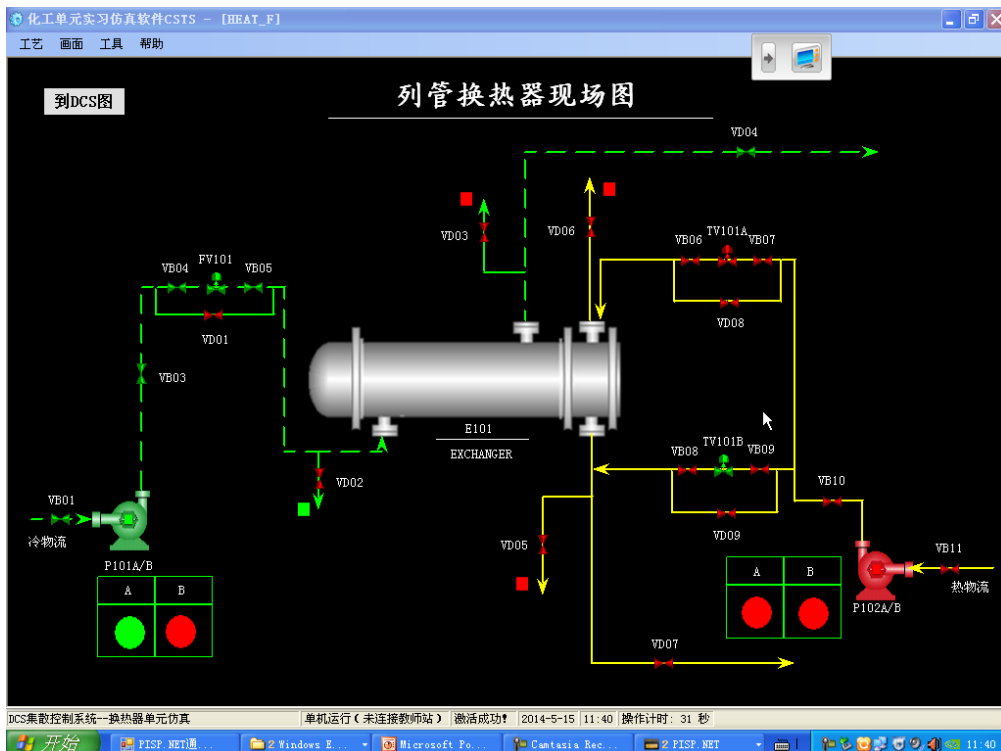 化工单元实习仿真软件CSTS - [HEAT_F]
工艺 画面 工具 帮助
到DCS图
列管换热器现场图
VD04
VD03
VD06
TV101A
VB06
VB07
VD08
FV101
VB04
VB05
VD01
VB03
E101
EXCHANGER
TV101B
VB08
VB09
VD02
VB10
VB01
冷物流
VD05
VD09
VB11
热物流
P101A/B
A B
A B
P102A/B
VD07
DCS集散控制系统--换热器单元仿真 单机运行(未连接教师站) 激活成功! 2014-5-15 11:40 操作计时: 31 秒
开始 PISP.NET通... 2 Windows E... Microsoft Po... Camtasia Rec... 2 PISP.NET 11:40